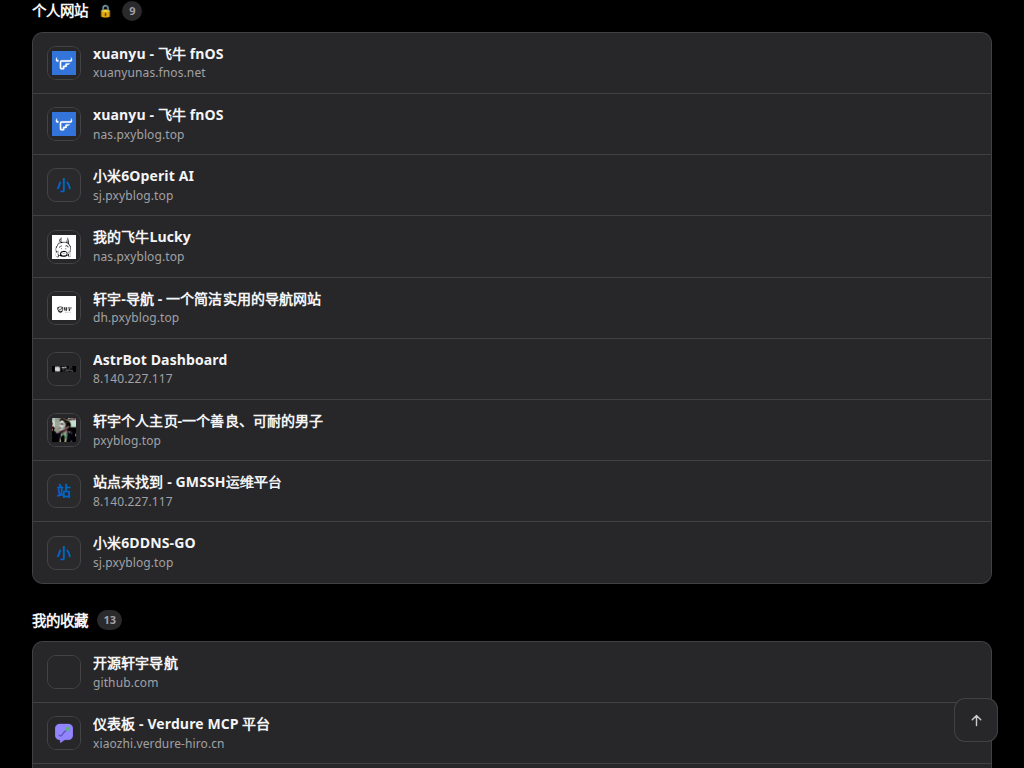 个人网站 🔒 9
xuanyu - 飞牛 fnOS
xuanyunas.fnos.net
xuanyu - 飞牛 fnOS
nas.pxyblog.top
小
小米6Operit AI
sj.pxyblog.top
我的飞牛Lucky
nas.pxyblog.top
轩宇-导航 - 一个简洁实用的导航网站
dh.pxyblog.top
AstrBot Dashboard
8.140.227.117
轩宇个人主页-一个善良、可耐的男子
pxyblog.top
站
站点未找到 - GMSSH运维平台
8.140.227.117
小
小米6DDNS-GO
sj.pxyblog.top
我的收藏 13
开源轩宇导航
github.com
仪表板 - Verdure MCP 平台
xiaozhi.verdure-hiro.cn